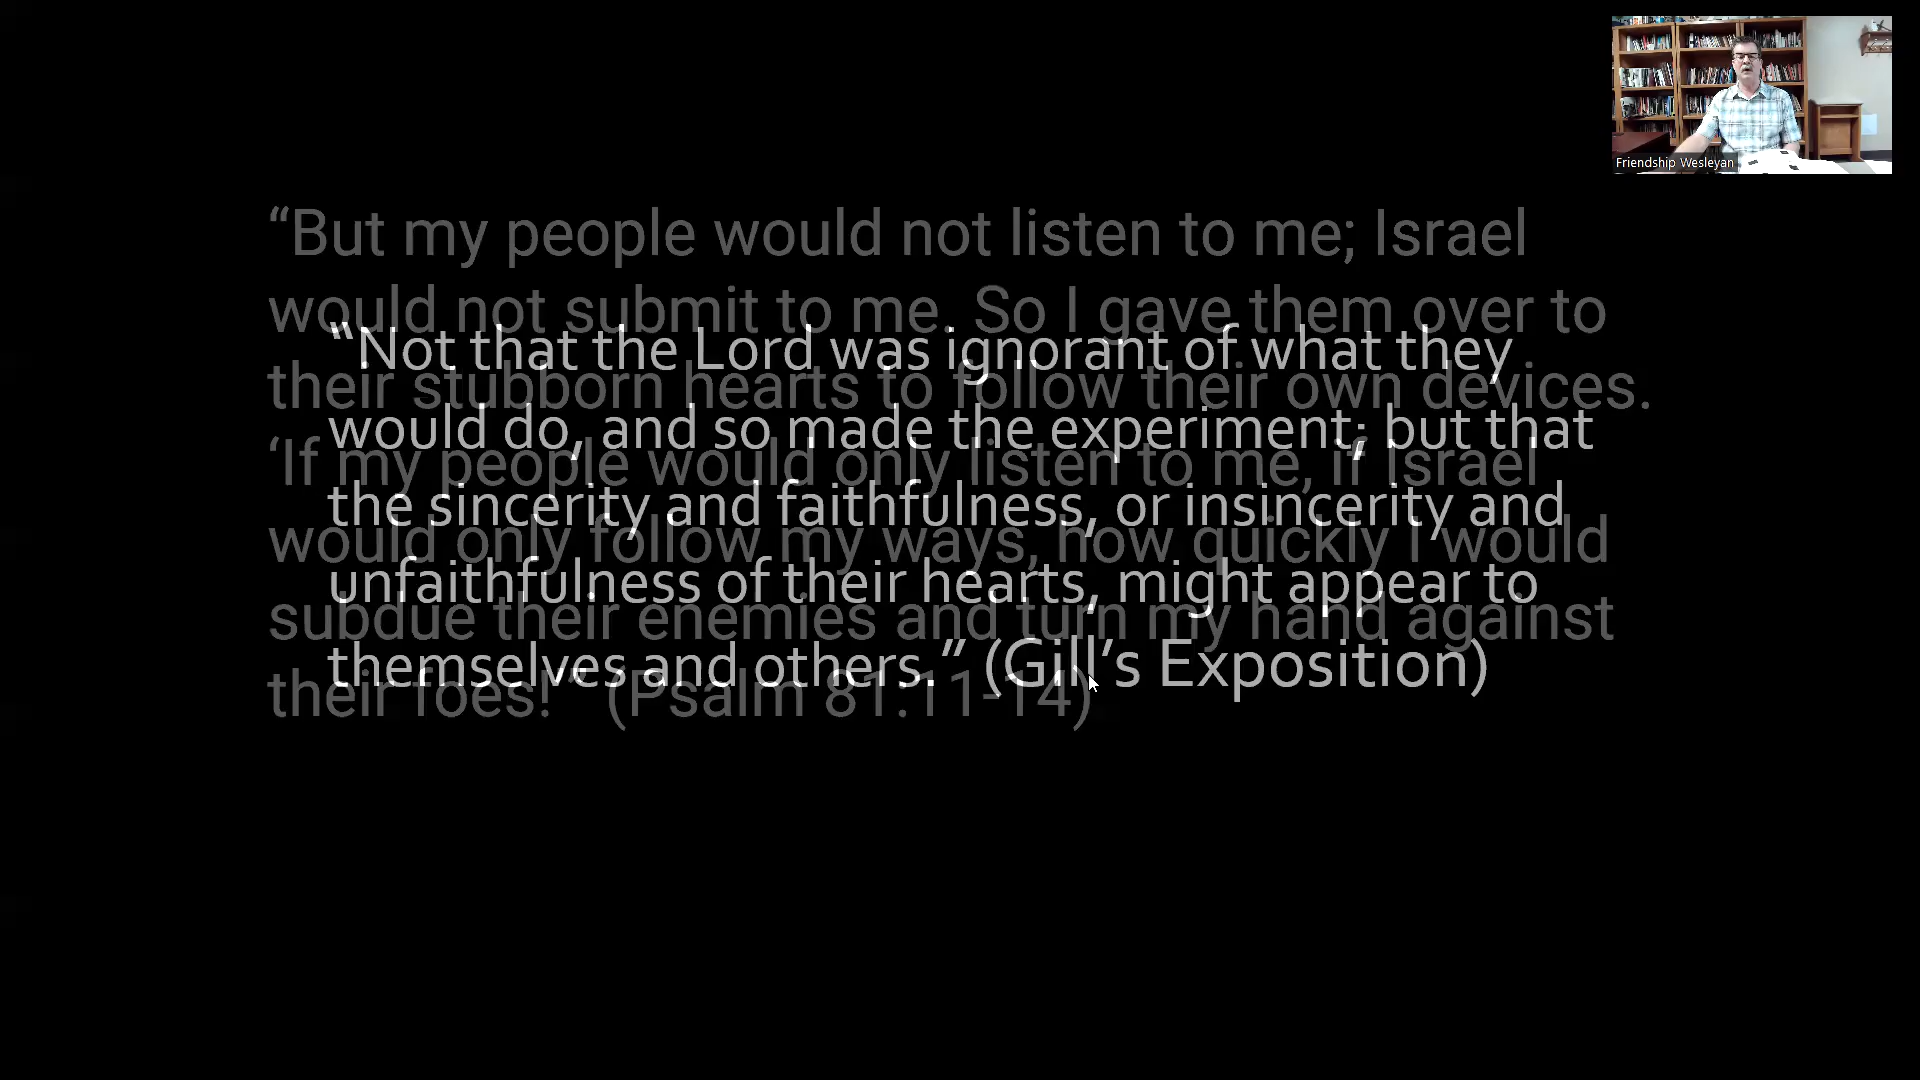 Friendship Wesleyan
“But my people would not listen to me; Israel
would not submit to me. So I gave them over to
their stubborn hearts to follow their own devices.
‘If my people would only listen to me, if Israel
would only follow my ways, how quickly I would
subdue their enemies and turn my hand against
their foes!’” (Psalm 81:11-14)
“Not that the Lord was ignorant of what they
would do, and so made the experiment; but that
the sincerity and faithfulness, or insincerity and
unfaithfulness of their hearts, might appear to
themselves and others.” (Gill’s Exposition)